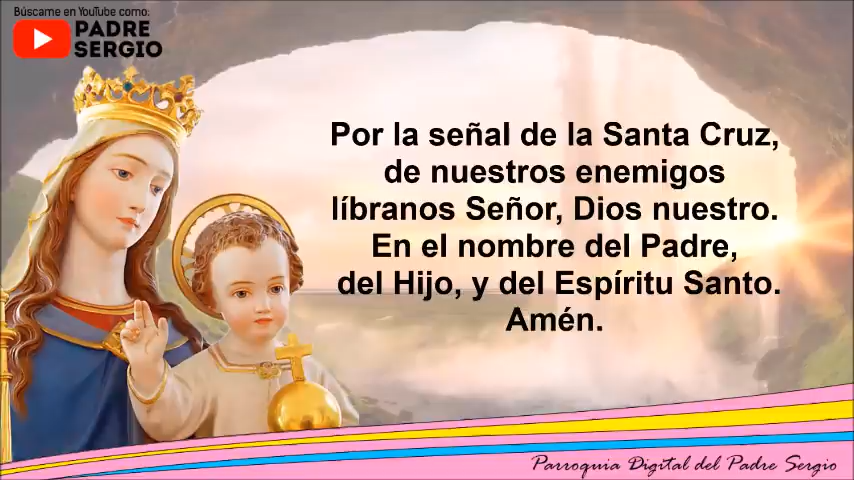 Búscame en YouTube como:
PADRE
SERGIO
Por la señal de la Santa Cruz,
de nuestros enemigos
líbranos Señor, Dios nuestro.
En el nombre del Padre,
del Hijo, y del Espíritu Santo.
Amén.
Parroquia Digital del Padre Sergio